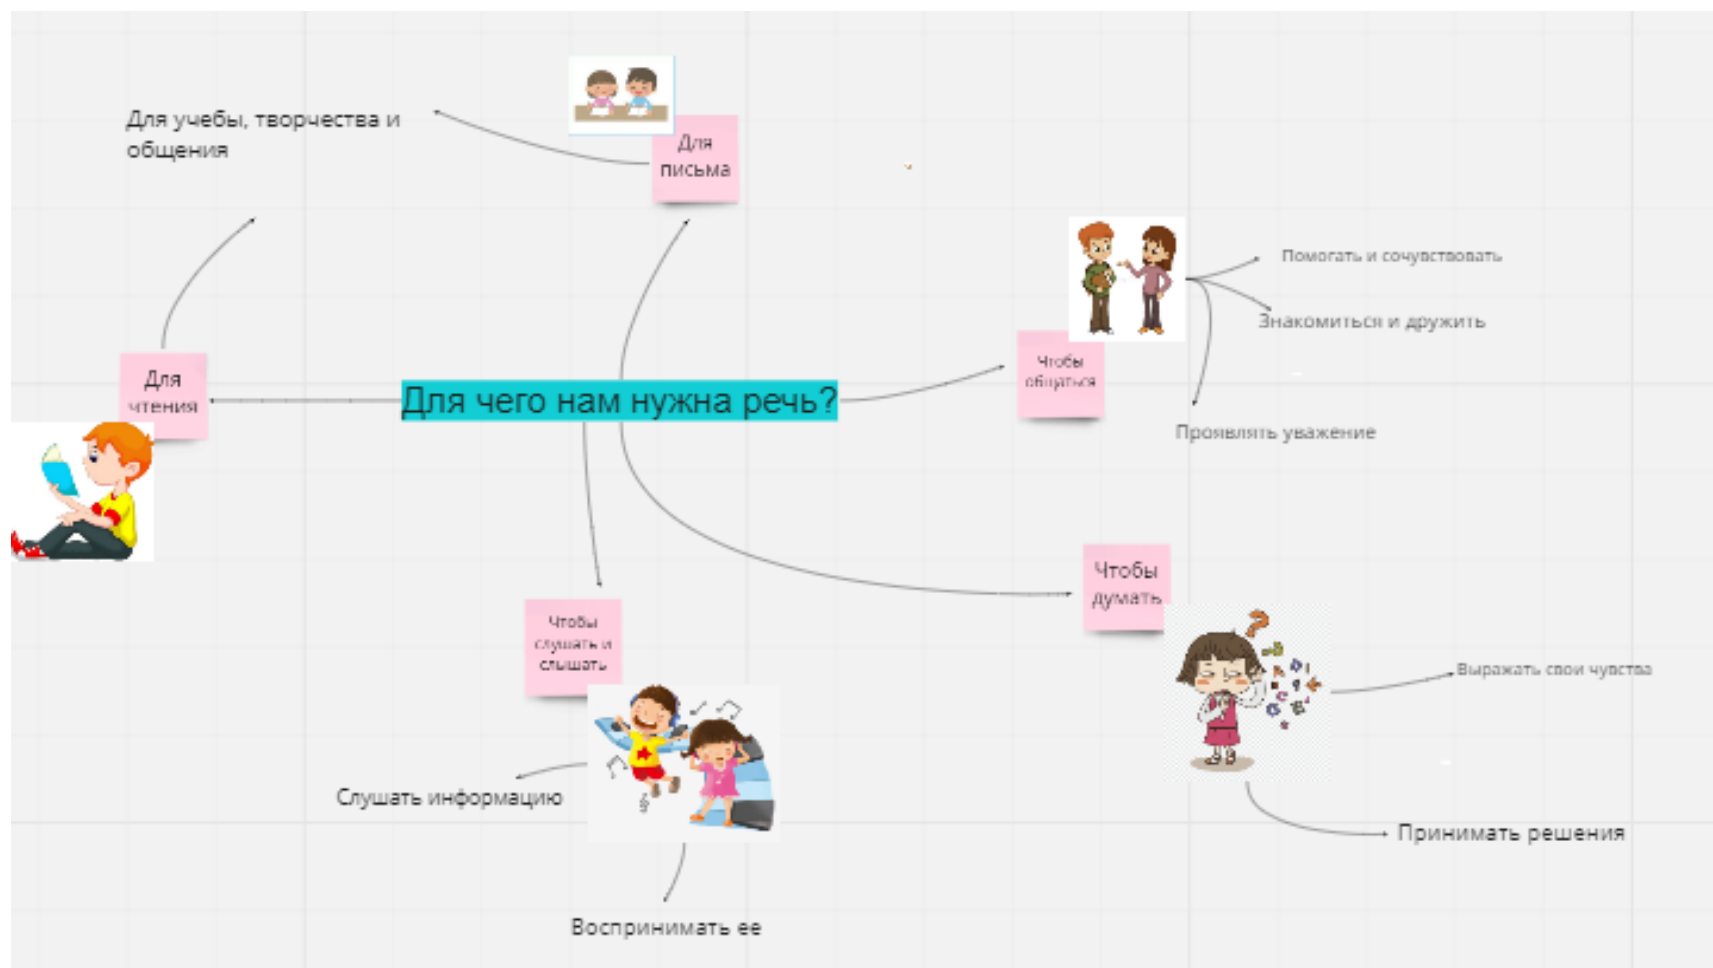 Для учебы, творчества и
общения
Для
письма
Помогать и сочувствовать
Знакомиться и дружить
Чтобы
общаться
Проявлять уважение
Для
чтения
Для чего нам нужна речь?
Чтобы
думать
Чтобы
слушать и
слышать
Выражать свои чувства
Слушать информацию
Принимать решения
Воспринимать ее